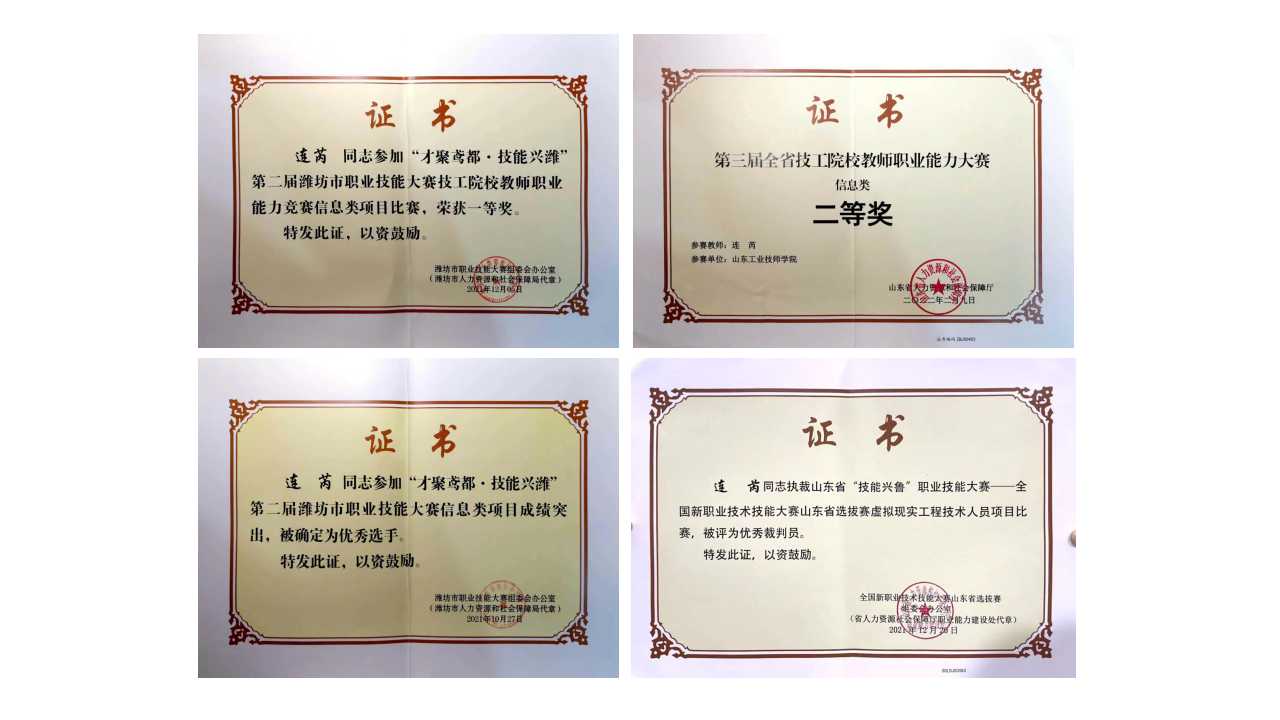 证 书
连芮 同志参加“才聚鸢都·技能兴潍”
第二届潍坊市职业技能大赛技工院校教师职业
能力竞赛信息类项目比赛，荣获一等奖。
特发此证，以资鼓励。
潍坊市职业技能大赛组委会办公室
（潍坊市人力资源和社会保障局代章）
2021年12月
证 书
第三届全省技工院校教师职业能力大赛
信息类
二等奖
参赛教师：连 芮
参赛单位：山东工业技师学院
山东省人力资源和社会保障厅
二〇二二年二月九日
证 书
连 芮 同志参加“才聚鸢都·技能兴潍”
第二届潍坊市职业技能大赛信息类项目成绩突
出，被确定为优秀选手。
特发此证，以资鼓励。
潍坊市职业技能大赛组委会办公室
（潍坊市人力资源和社会保障局代章）
2021年10月27日
证 书
连 芮同志执裁山东省“技能兴鲁”职业技能大赛——全
国新职业技术技能大赛山东省选拔赛虚拟现实工程技术人员项目比
赛，被评为优秀裁判员。
特发此证，以资鼓励。
全国新职业技术技能大赛山东省选拔赛
组委会办公室
（省人力资源社会保障厅职业能力建设处代章）
2021年12月20日